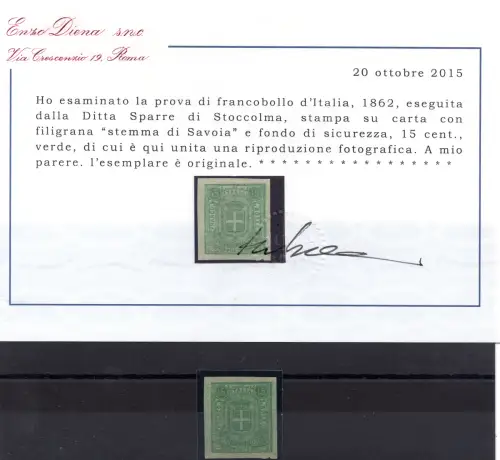 Enzo Diena s.n.c.
Via Crescenzio 19, Roma
20 ottobre 2015
Ho esaminato la prova di francobollo d'Italia, 1862, eseguita
dalla Ditta Sparre di Stoccolma, stampa su carta con
filigrana "stemma di Savoia" e fondo di sicurezza, 15 cent.,
verde, di cui è qui unita una riproduzione fotografica. A mio
parere. l'esemplare è originale. * * * * * * * * * * * * * * * * *